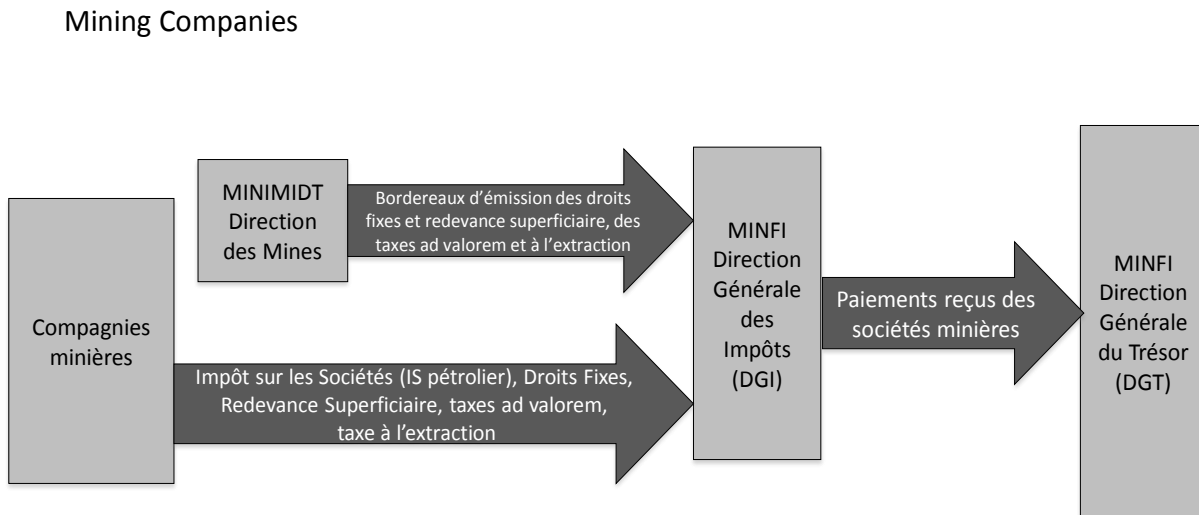 Mining Companies
MINIMIDT
Direction
des Mines
Bordereaux d'émission des droits
fixes et redevance superficiaire, des
taxes ad valorem et à l'extraction
Compagnies
minières
Impôt sur les Sociétés (IS pétrolier), Droits Fixes,
Redevance Superficiaire, taxes ad valorem,
taxe à l'extraction
MINFI
Direction
Générale
des
Impôts
(DGI)
Paiements reçus des
sociétés minières
MINFI
Direction
Générale
du Trésor
(DGT)